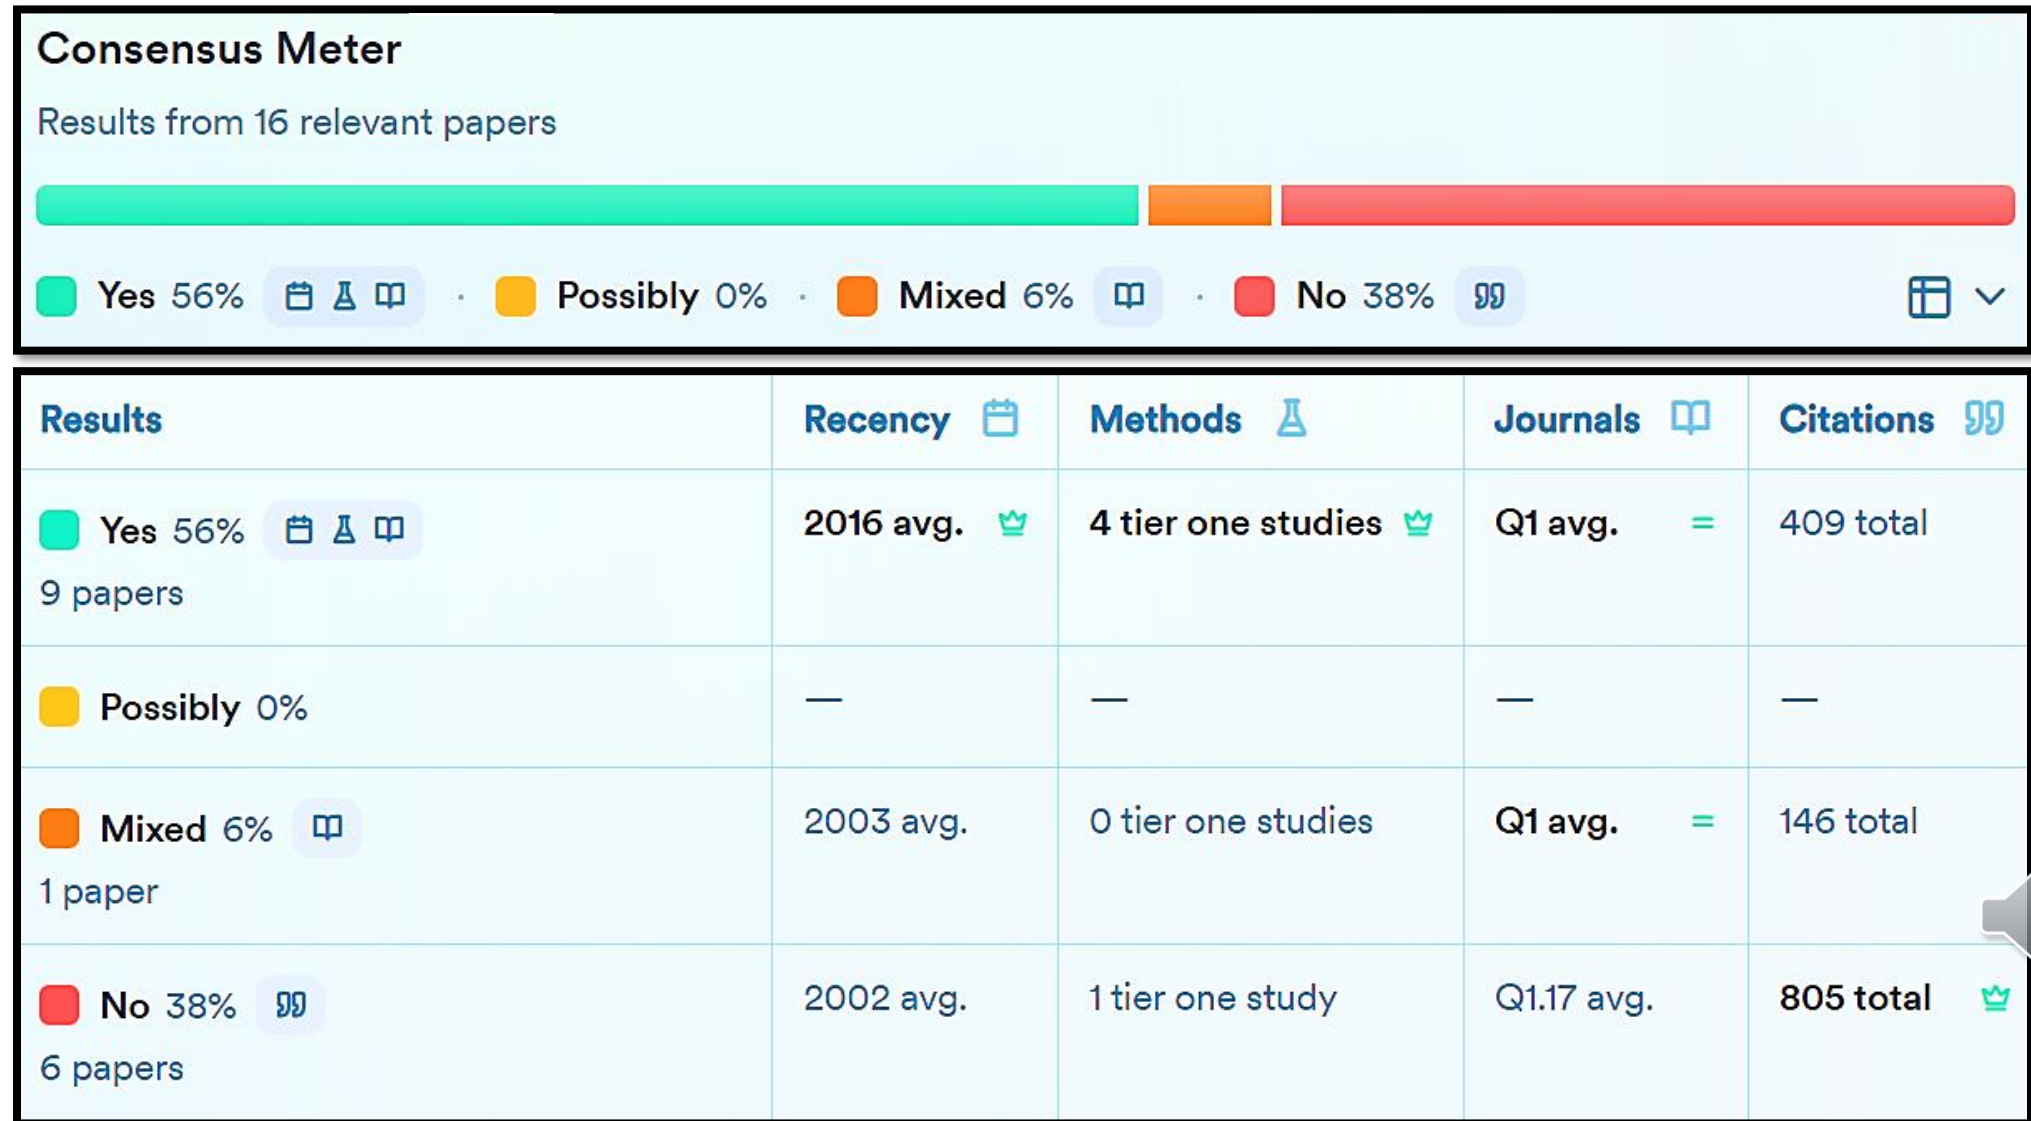 Consensus Meter
Results from 16 relevant papers
Yes 56% · Possibly 0% · Mixed 6% · No 38%
Results Recency Methods Journals Citations
Yes 56% 2016 avg. 4 tier one studies Q1 avg. = 409 total
9 papers
Possibly 0% — — — —
Mixed 6% 2003 avg. 0 tier one studies Q1 avg. = 146 total
1 paper
No 38% 2002 avg. 1 tier one study Q1.17 avg. 805 total
6 papers